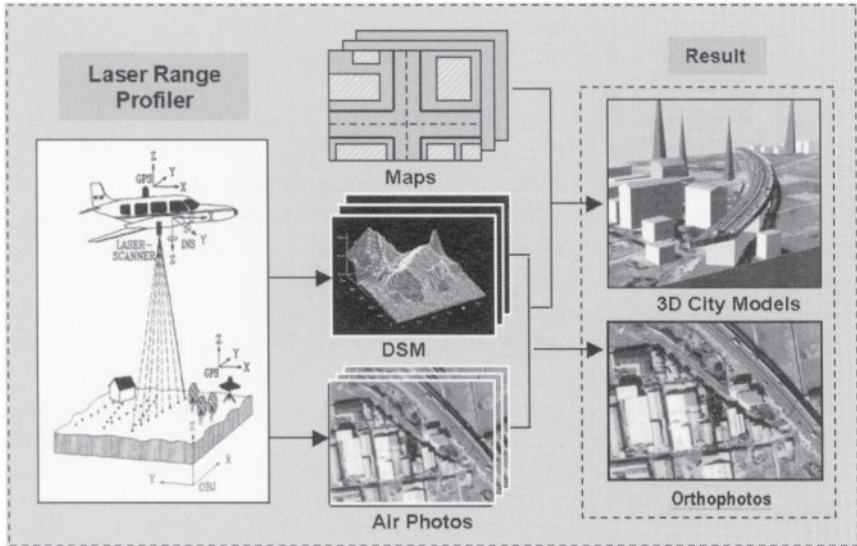 Laser Range
Profiler
Result
Maps
Z
Y
GPS
X
X
Y
INS
LASER-
SCANNER
Z
DSM
3D City Models
Z
Y
GPS
X
Z
X
Y
OBJ
Air Photos
Orthophotos